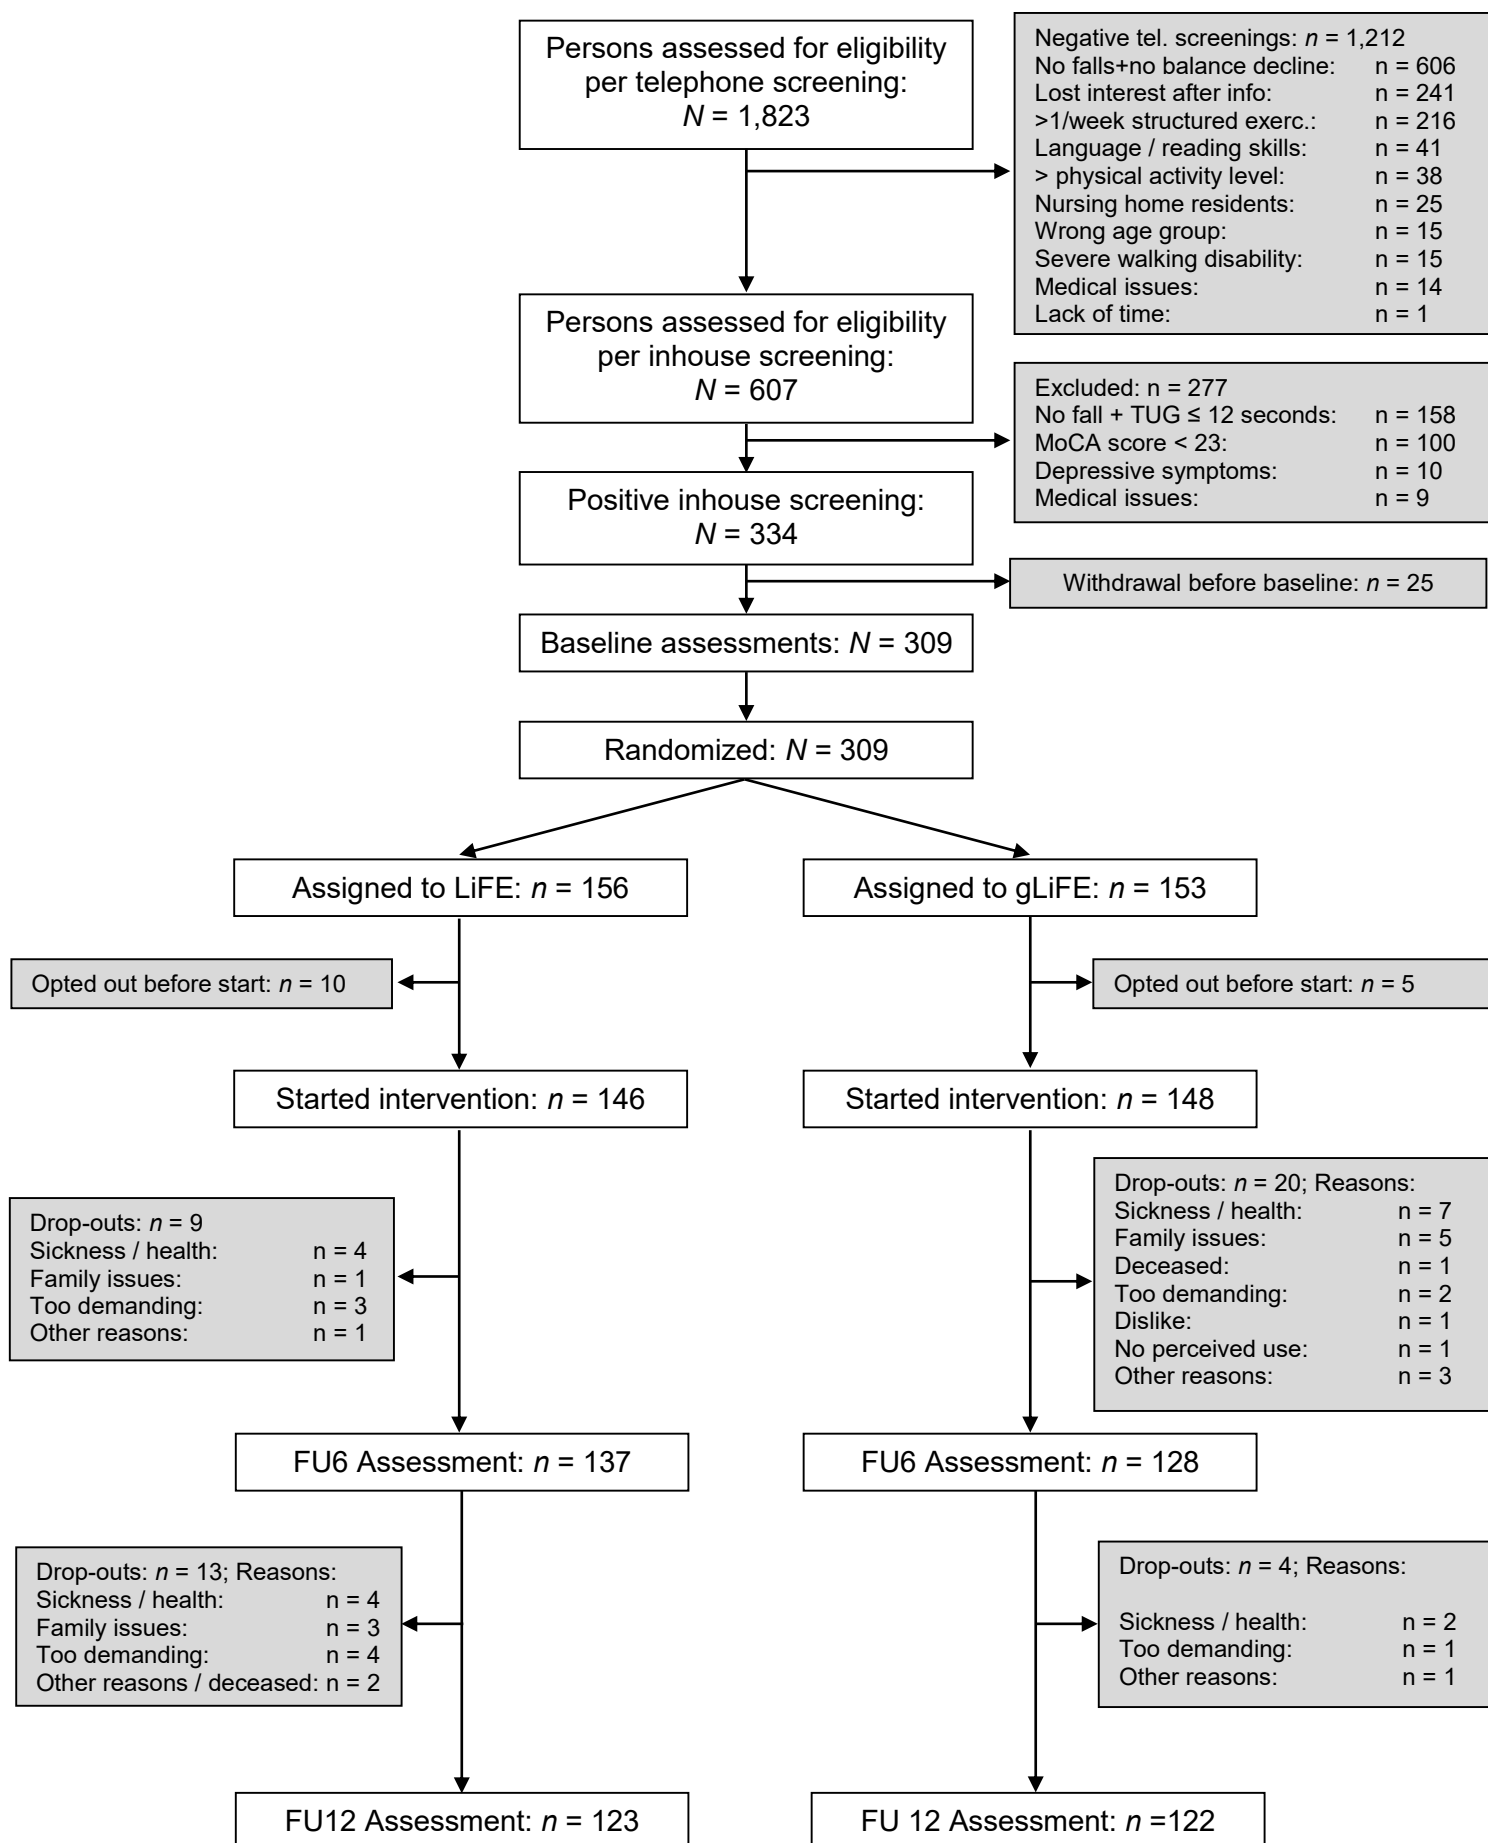 Persons assessed for eligibility
per telephone screening:
N = 1,823
Negative tel. screenings: n = 1,212
No falls+no balance decline: n = 606
Lost interest after info: n = 241
>1/week structured exerc.: n = 216
Language / reading skills: n = 41
> physical activity level: n = 38
Nursing home residents: n = 25
Wrong age group: n = 15
Severe walking disability: n = 15
Medical issues: n = 14
Lack of time: n = 1
Persons assessed for eligibility
per inhouse screening:
N = 607
Excluded: n = 277
No fall + TUG ≤ 12 seconds: n = 158
MoCA score < 23: n = 100
Depressive symptoms: n = 10
Medical issues: n = 9
Positive inhouse screening:
N = 334
Withdrawal before baseline: n = 25
Baseline assessments: N = 309
Randomized: N = 309
Assigned to LiFE: n = 156
Assigned to gLiFE: n = 153
Opted out before start: n = 10
Opted out before start: n = 5
Started intervention: n = 146
Started intervention: n = 148
Drop-outs: n = 9
Sickness / health: n = 4
Family issues: n = 1
Too demanding: n = 3
Other reasons: n = 1
Drop-outs: n = 20; Reasons:
Sickness / health: n = 7
Family issues: n = 5
Deceased: n = 1
Too demanding: n = 2
Dislike: n = 1
No perceived use: n = 1
Other reasons: n = 3
FU6 Assessment: n = 137
FU6 Assessment: n = 128
Drop-outs: n = 13; Reasons:
Sickness / health: n = 4
Family issues: n = 3
Too demanding: n = 4
Other reasons / deceased: n = 2
Drop-outs: n = 4; Reasons:
Sickness / health: n = 2
Too demanding: n = 1
Other reasons: n = 1
FU12 Assessment: n = 123
FU 12 Assessment: n =122